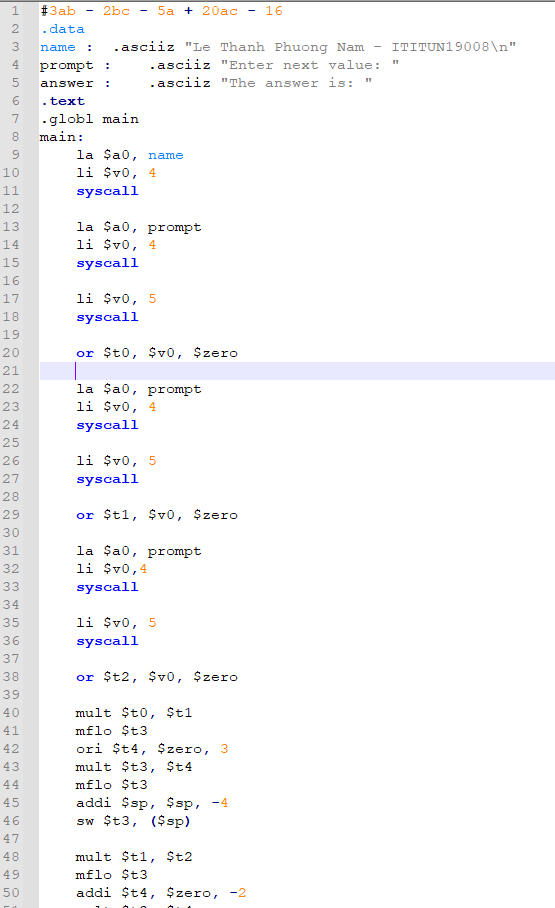 1 #3ab - 2bc - 5a + 20ac - 16
2 .data
3 name :  .asciiz "Le Thanh Phuong Nam - ITITUN19008\n"
4 prompt :    .asciiz "Enter next value: "
5 answer :    .asciiz "The answer is: "
6 .text
7 .globl main
8 main:
9     la $a0, name
10     li $v0, 4
11     syscall
12
13     la $a0, prompt
14     li $v0, 4
15     syscall
16
17     li $v0, 5
18     syscall
19
20     or $t0, $v0, $zero
21
22     la $a0, prompt
23     li $v0, 4
24     syscall
25
26     li $v0, 5
27     syscall
28
29     or $t1, $v0, $zero
30
31     la $a0, prompt
32     li $v0,4
33     syscall
34
35     li $v0, 5
36     syscall
37
38     or $t2, $v0, $zero
39
40     mult $t0, $t1
41     mflo $t3
42     ori $t4, $zero, 3
43     mult $t3, $t4
44     mflo $t3
45     addi $sp, $sp, -4
46     sw $t3, ($sp)
47
48     mult $t1, $t2
49     mflo $t3
50     addi $t4, $zero, -2